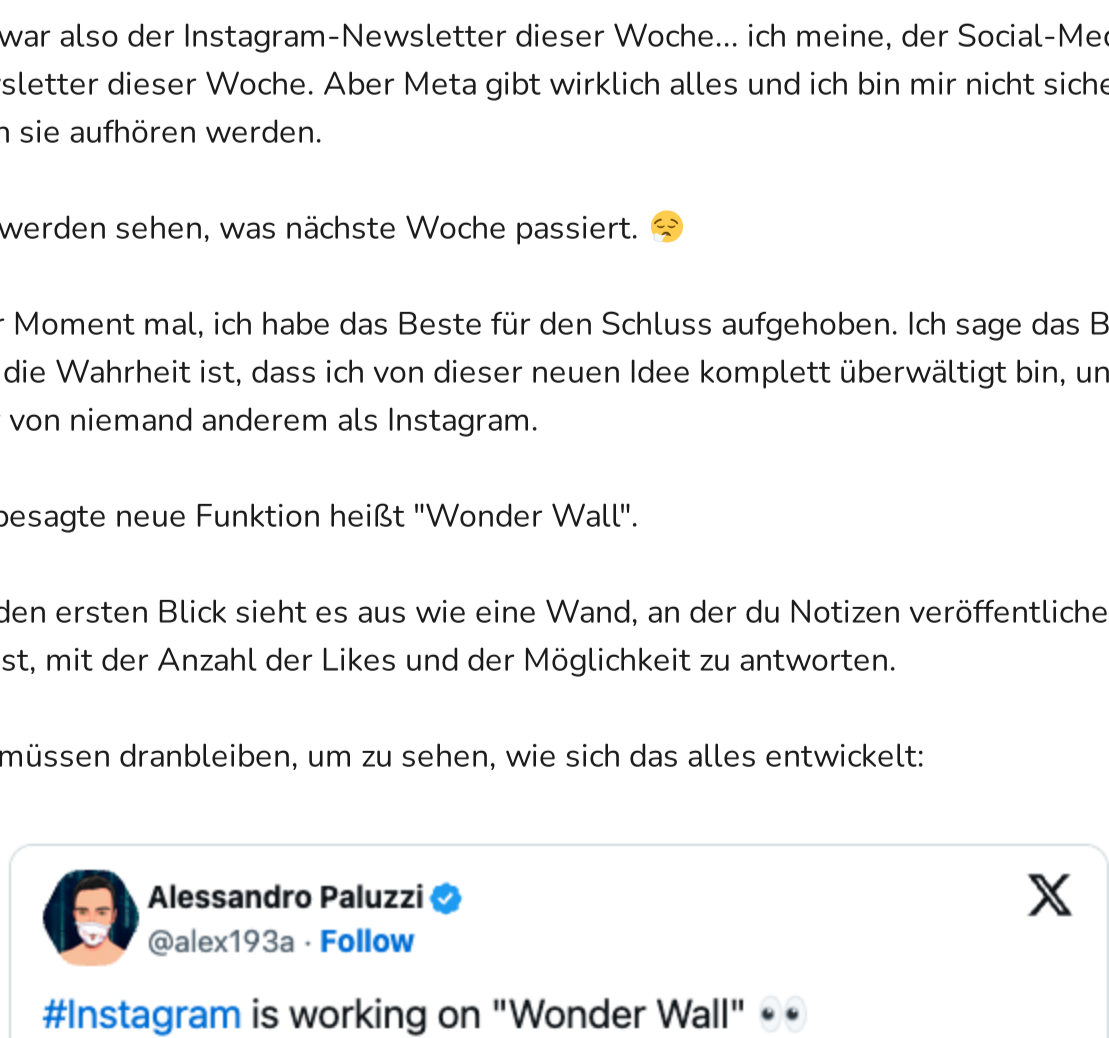 war also der Instagram-Newsletter dieser Woche... ich meine, der Social-Med
sletter dieser Woche. Aber Meta gibt wirklich alles und ich bin mir nicht siche
n sie aufhören werden.
werden sehen, was nächste Woche passiert. 😮‍💨
r Moment mal, ich habe das Beste für den Schluss aufgehoben. Ich sage das B
die Wahrheit ist, dass ich von dieser neuen Idee komplett überwältigt bin, un
von niemand anderem als Instagram.
besagte neue Funktion heißt "Wonder Wall".
den ersten Blick sieht es aus wie eine Wand, an der du Notizen veröffentliche
st, mit der Anzahl der Likes und der Möglichkeit zu antworten.
müssen dranbleiben, um zu sehen, wie sich das alles entwickelt:
Alessandro Paluzzi
@alex193a · Follow
#Instagram is working on "Wonder Wall" 👀